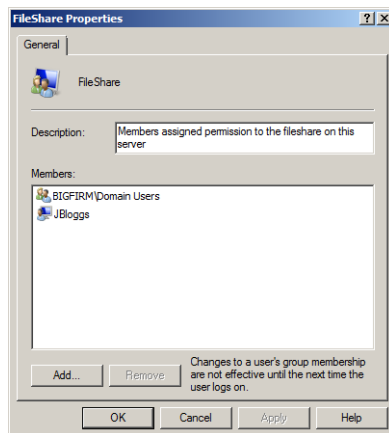 FileShare Properties
General
FileShare
Description:
Members assigned permission to the fileshare on this
server
Members:
BIGFIRM\Domain Users
JBloggs
Add...
Remove
Changes to a user's group membership
are not effective until the next time the
user logs on.
OK
Cancel
Apply
Help